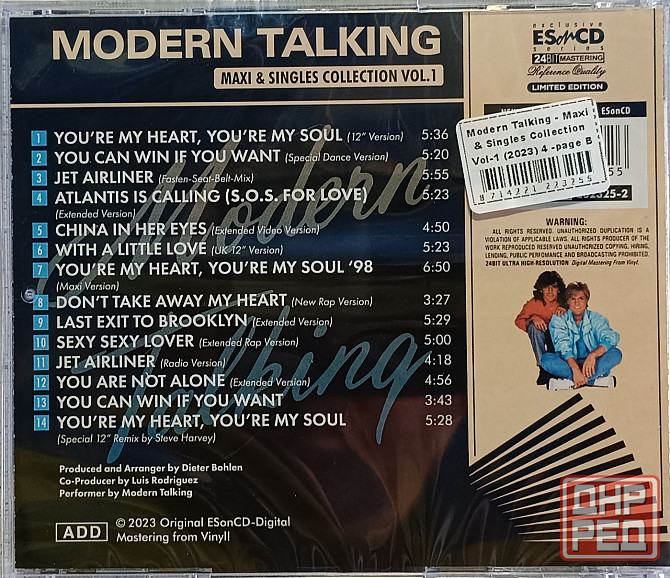 MODERN TALKING
MAXI & SINGLES COLLECTION VOL.1
exclusive
ESonCD
series
24BIT MASTERING
Reference Quality
LIMITED EDITION
ESonCD
Modern Talking - Maxi
& Singles Collection
Vol-1 (2023) 4 -page B
8714221223255
1 YOU'RE MY HEART, YOU'RE MY SOUL (12" Version) 5:36
2 YOU CAN WIN IF YOU WANT (Special Dance Version) 5:20
3 JET AIRLINER (Fasten-Seat-Belt-Mix) 5:55
4 ATLANTIS IS CALLING (S.O.S. FOR LOVE) 5:23
(Extended Version)
5 CHINA IN HER EYES (Extended Video Version) 4:50
6 WITH A LITTLE LOVE (UK 12" Version) 5:23
7 YOU'RE MY HEART, YOU'RE MY SOUL '98 6:50
(Maxi Version)
8 DON'T TAKE AWAY MY HEART (New Rap Version) 3:27
9 LAST EXIT TO BROOKLYN (Extended Version) 5:29
10 SEXY SEXY LOVER (Extended Rap Version) 5:00
11 JET AIRLINER (Radio Version) 4:18
12 YOU ARE NOT ALONE (Extended Version) 4:56
13 YOU CAN WIN IF YOU WANT 3:43
14 YOU'RE MY HEART, YOU'RE MY SOUL 5:28
(Special 12" Remix by Steve Harvey)
Modern
Talking
WARNING:
ALL RIGHTS RESERVED. UNAUTHORIZED DUPLICATION IS A
VIOLATION OF APPLICABLE LAWS. ALL RIGHTS PRODUCER OF THE
WORK REPRODUCED RESERVED UNAUTHORIZED COPYING, HIRING,
LENDING, PUBLIC PERFOMANCE AND BROADCASTING PROHIBITED.
24BIT ULTRA HIGH-RESOLUTION Digital Mastering From Vinyl.
Produced and Arranger by Dieter Bohlen
Co-Producer by Luis Rodriguez
Performer by Modern Talking
ADD
© 2023 Original ESonCD-Digital
Mastering from Vinyll